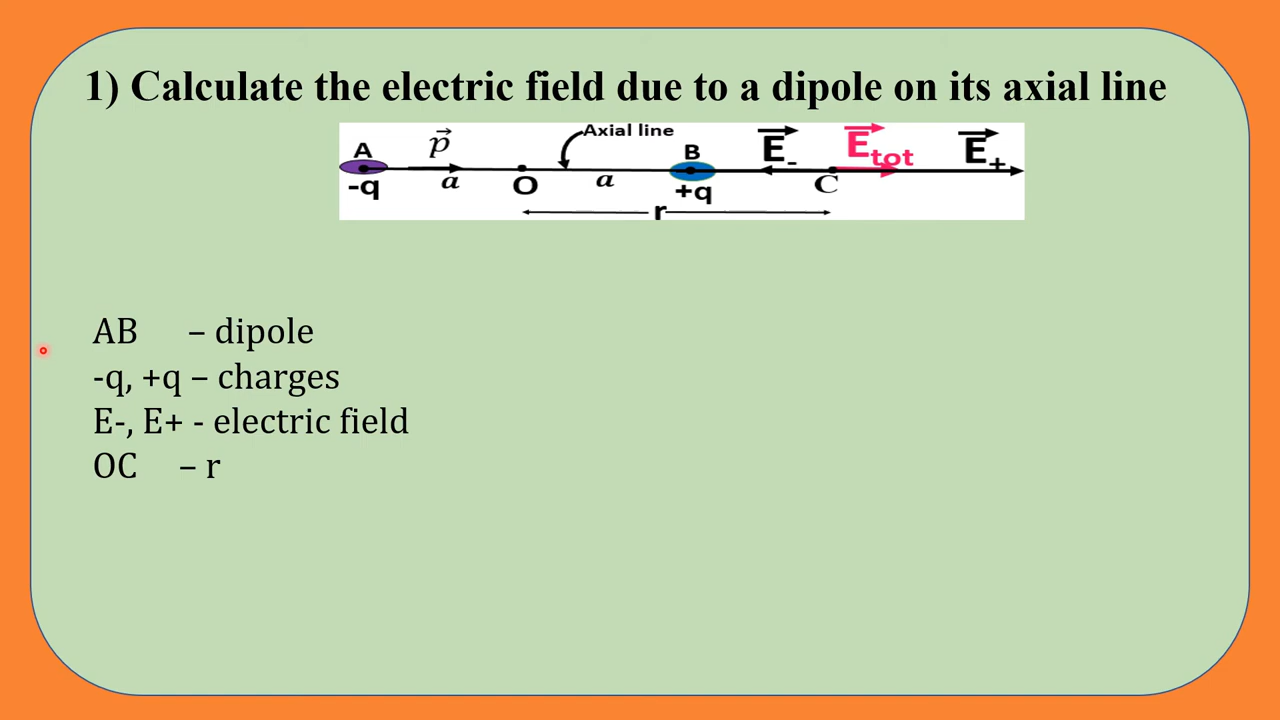 1) Calculate the electric field due to a dipole on its axial line
Axial line
A p⃗ B E⃗- E⃗tot E⃗+
-q a O a +q C
r
AB – dipole
-q, +q – charges
E-, E+ - electric field
OC – r